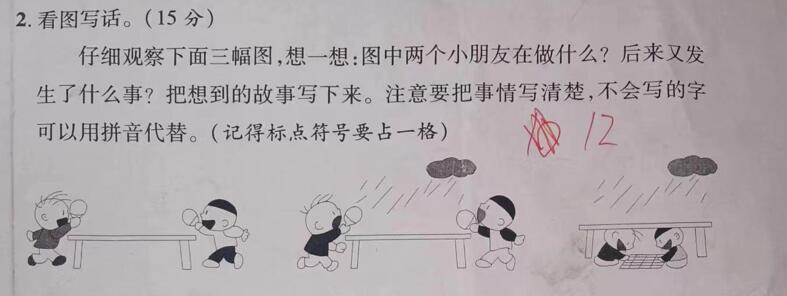 2. 看图写话。(15 分)
仔细观察下面三幅图,想一想:图中两个小朋友在做什么? 后来又发
生了什么事? 把想到的故事写下来。注意要把事情写清楚,不会写的字
可以用拼音代替。(记得标点符号要占一格)
12